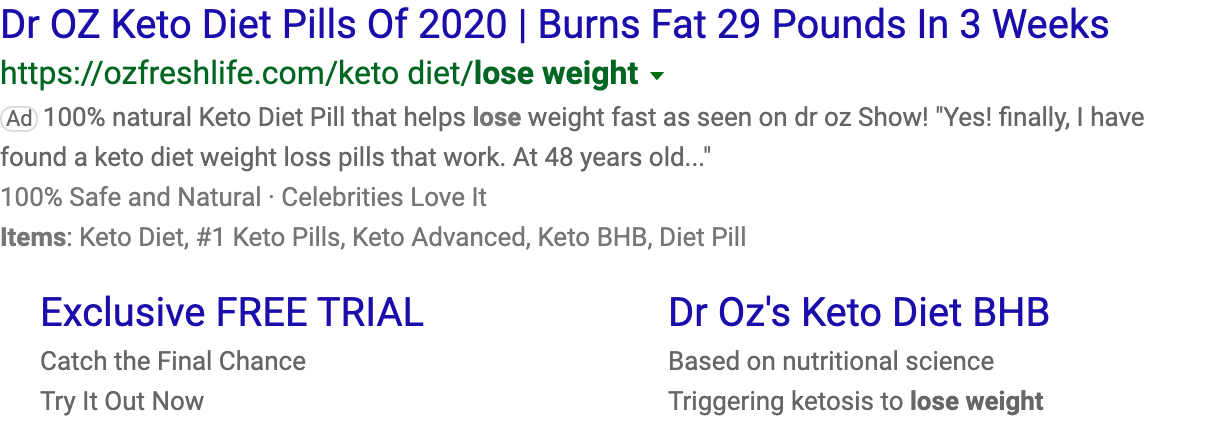 Dr OZ Keto Diet Pills Of 2020 | Burns Fat 29 Pounds In 3 Weeks
https://ozfreshlife.com/keto diet/lose weight
Ad 100% natural Keto Diet Pill that helps lose weight fast as seen on dr oz Show! "Yes! finally, I have
found a keto diet weight loss pills that work. At 48 years old..."
100% Safe and Natural · Celebrities Love It
Items: Keto Diet, #1 Keto Pills, Keto Advanced, Keto BHB, Diet Pill
Exclusive FREE TRIAL
Catch the Final Chance
Try It Out Now
Dr Oz's Keto Diet BHB
Based on nutritional science
Triggering ketosis to lose weight